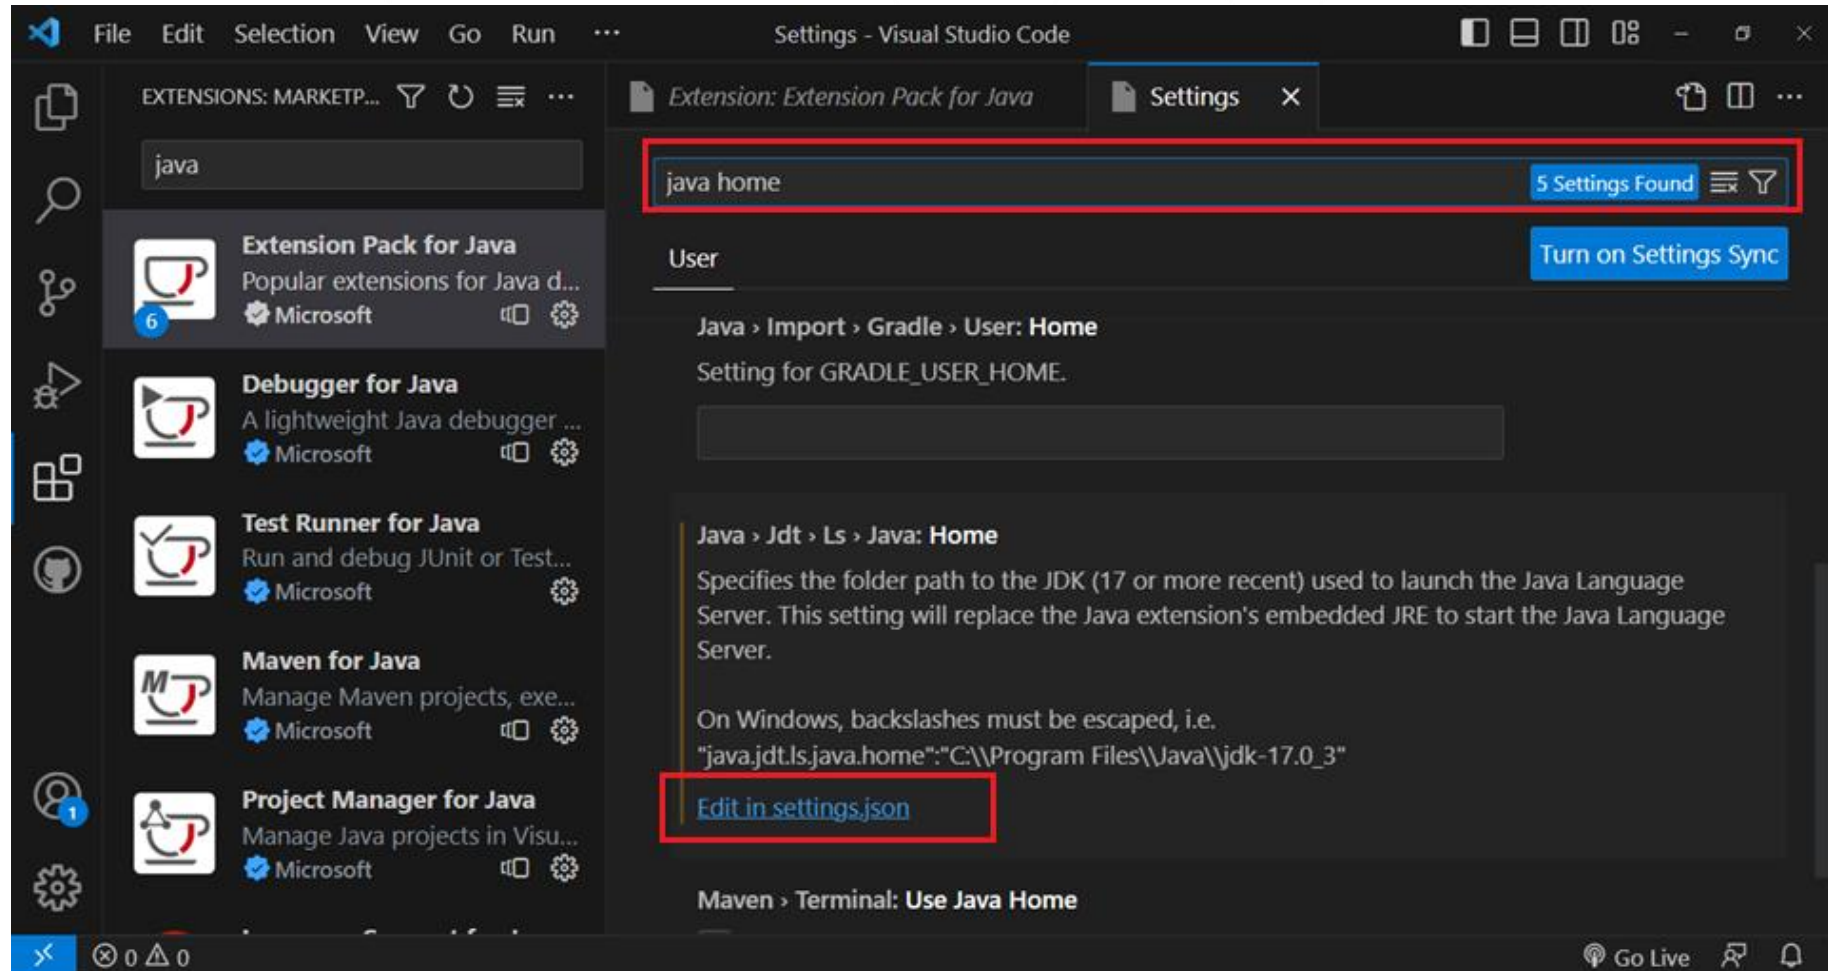 File Edit Selection View Go Run ···
Settings - Visual Studio Code
EXTENSIONS: MARKETP...
java
Extension Pack for Java
Popular extensions for Java d...
Microsoft
6
Debugger for Java
A lightweight Java debugger ...
Microsoft
Test Runner for Java
Run and debug JUnit or Test...
Microsoft
Maven for Java
Manage Maven projects, exe...
Microsoft
Project Manager for Java
Manage Java projects in Visu...
Microsoft
1
Extension: Extension Pack for Java
Settings
java home
5 Settings Found
User
Turn on Settings Sync
Java › Import › Gradle › User: Home
Setting for GRADLE_USER_HOME.
Java › Jdt › Ls › Java: Home
Specifies the folder path to the JDK (17 or more recent) used to launch the Java Language
Server. This setting will replace the Java extension's embedded JRE to start the Java Language
Server.
On Windows, backslashes must be escaped, i.e.
"java.jdt.ls.java.home":"C:\\Program Files\\Java\\jdk-17.0_3"
Edit in settings.json
Maven › Terminal: Use Java Home
0 0
Go Live